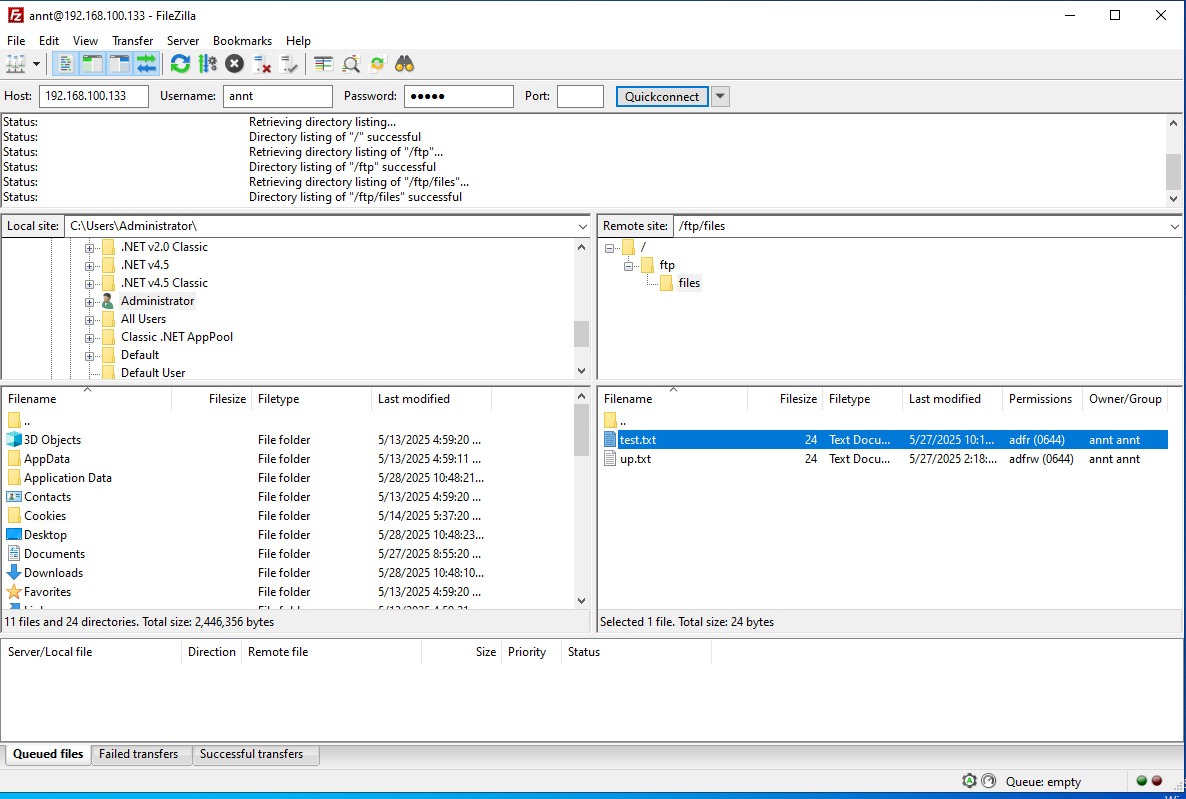 annt@192.168.100.133 - FileZilla
File Edit View Transfer Server Bookmarks Help
Host: 192.168.100.133 Username: annt Password: ●●●●● Port: Quickconnect
Status: Retrieving directory listing...
Status: Directory listing of "/" successful
Status: Retrieving directory listing of "/ftp"...
Status: Directory listing of "/ftp" successful
Status: Retrieving directory listing of "/ftp/files"...
Status: Directory listing of "/ftp/files" successful
Local site: C:\Users\Administrator\
.NET v2.0 Classic
.NET v4.5
.NET v4.5 Classic
Administrator
All Users
Classic .NET AppPool
Default
Default User
Remote site: /ftp/files
/
ftp
files
Filename Filesize Filetype Last modified
..
3D Objects File folder 5/13/2025 4:59:20 ...
AppData File folder 5/13/2025 4:59:11 ...
Application Data File folder 5/28/2025 10:48:21...
Contacts File folder 5/13/2025 4:59:20 ...
Cookies File folder 5/14/2025 5:37:20 ...
Desktop File folder 5/28/2025 10:48:23...
Documents File folder 5/27/2025 8:55:20 ...
Downloads File folder 5/28/2025 10:48:10...
Favorites File folder 5/13/2025 4:59:20 ...
11 files and 24 directories. Total size: 2,446,356 bytes
Filename Filesize Filetype Last modified Permissions Owner/Group
..
test.txt 24 Text Docu... 5/27/2025 10:1... adfr (0644) annt annt
up.txt 24 Text Docu... 5/27/2025 2:18:... adfrw (0644) annt annt
Selected 1 file. Total size: 24 bytes
Server/Local file Direction Remote file Size Priority Status
Queued files Failed transfers Successful transfers
Queue: empty